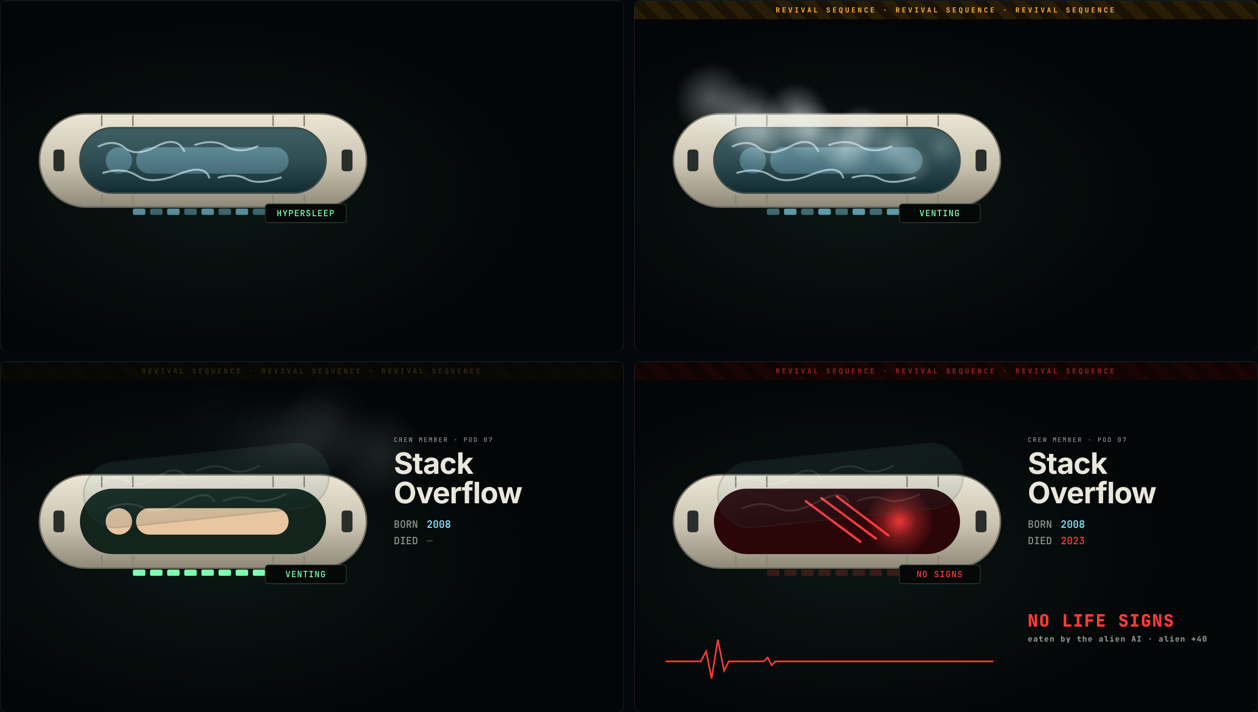 HYPERSLEEP
REVIVAL SEQUENCE · REVIVAL SEQUENCE · REVIVAL SEQUENCE
VENTING
REVIVAL SEQUENCE · REVIVAL SEQUENCE · REVIVAL SEQUENCE
CREW MEMBER · POD 07
Stack
Overflow
BORN 2008
DIED —
VENTING
REVIVAL SEQUENCE · REVIVAL SEQUENCE · REVIVAL SEQUENCE
CREW MEMBER · POD 07
Stack
Overflow
BORN 2008
DIED 2023
NO SIGNS
NO LIFE SIGNS
eaten by the alien AI · alien +40